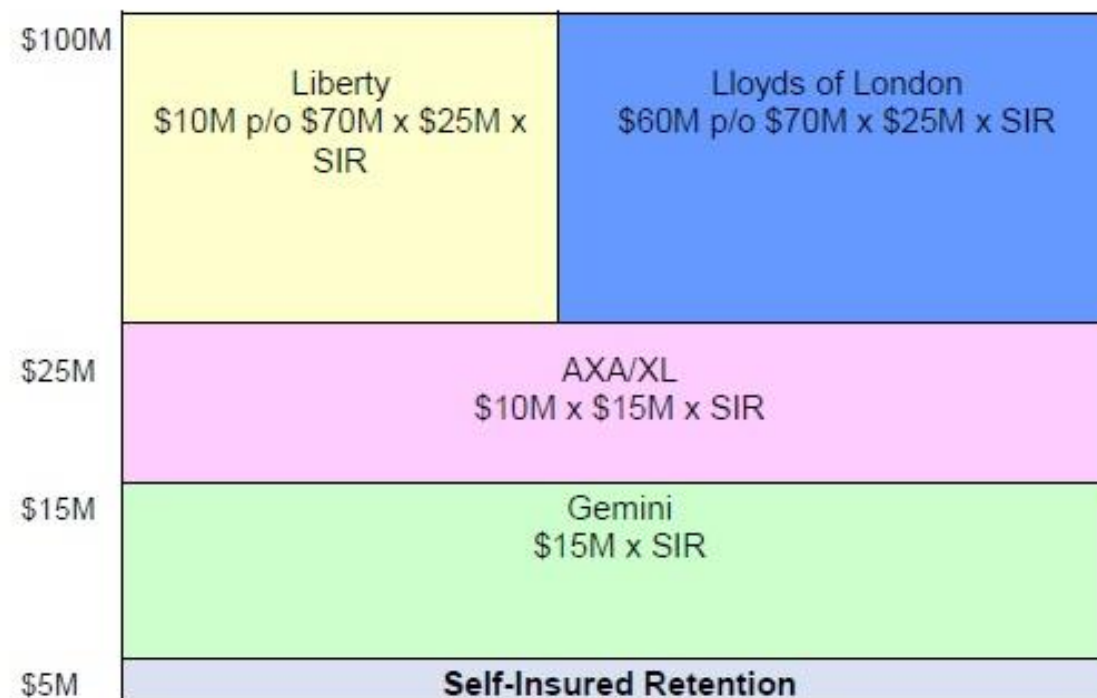 $100M
Liberty
$10M p/o $70M x $25M x
SIR
Lloyds of London
$60M p/o $70M x $25M x SIR
$25M
AXA/XL
$10M x $15M x SIR
$15M
Gemini
$15M x SIR
$5M
Self-Insured Retention